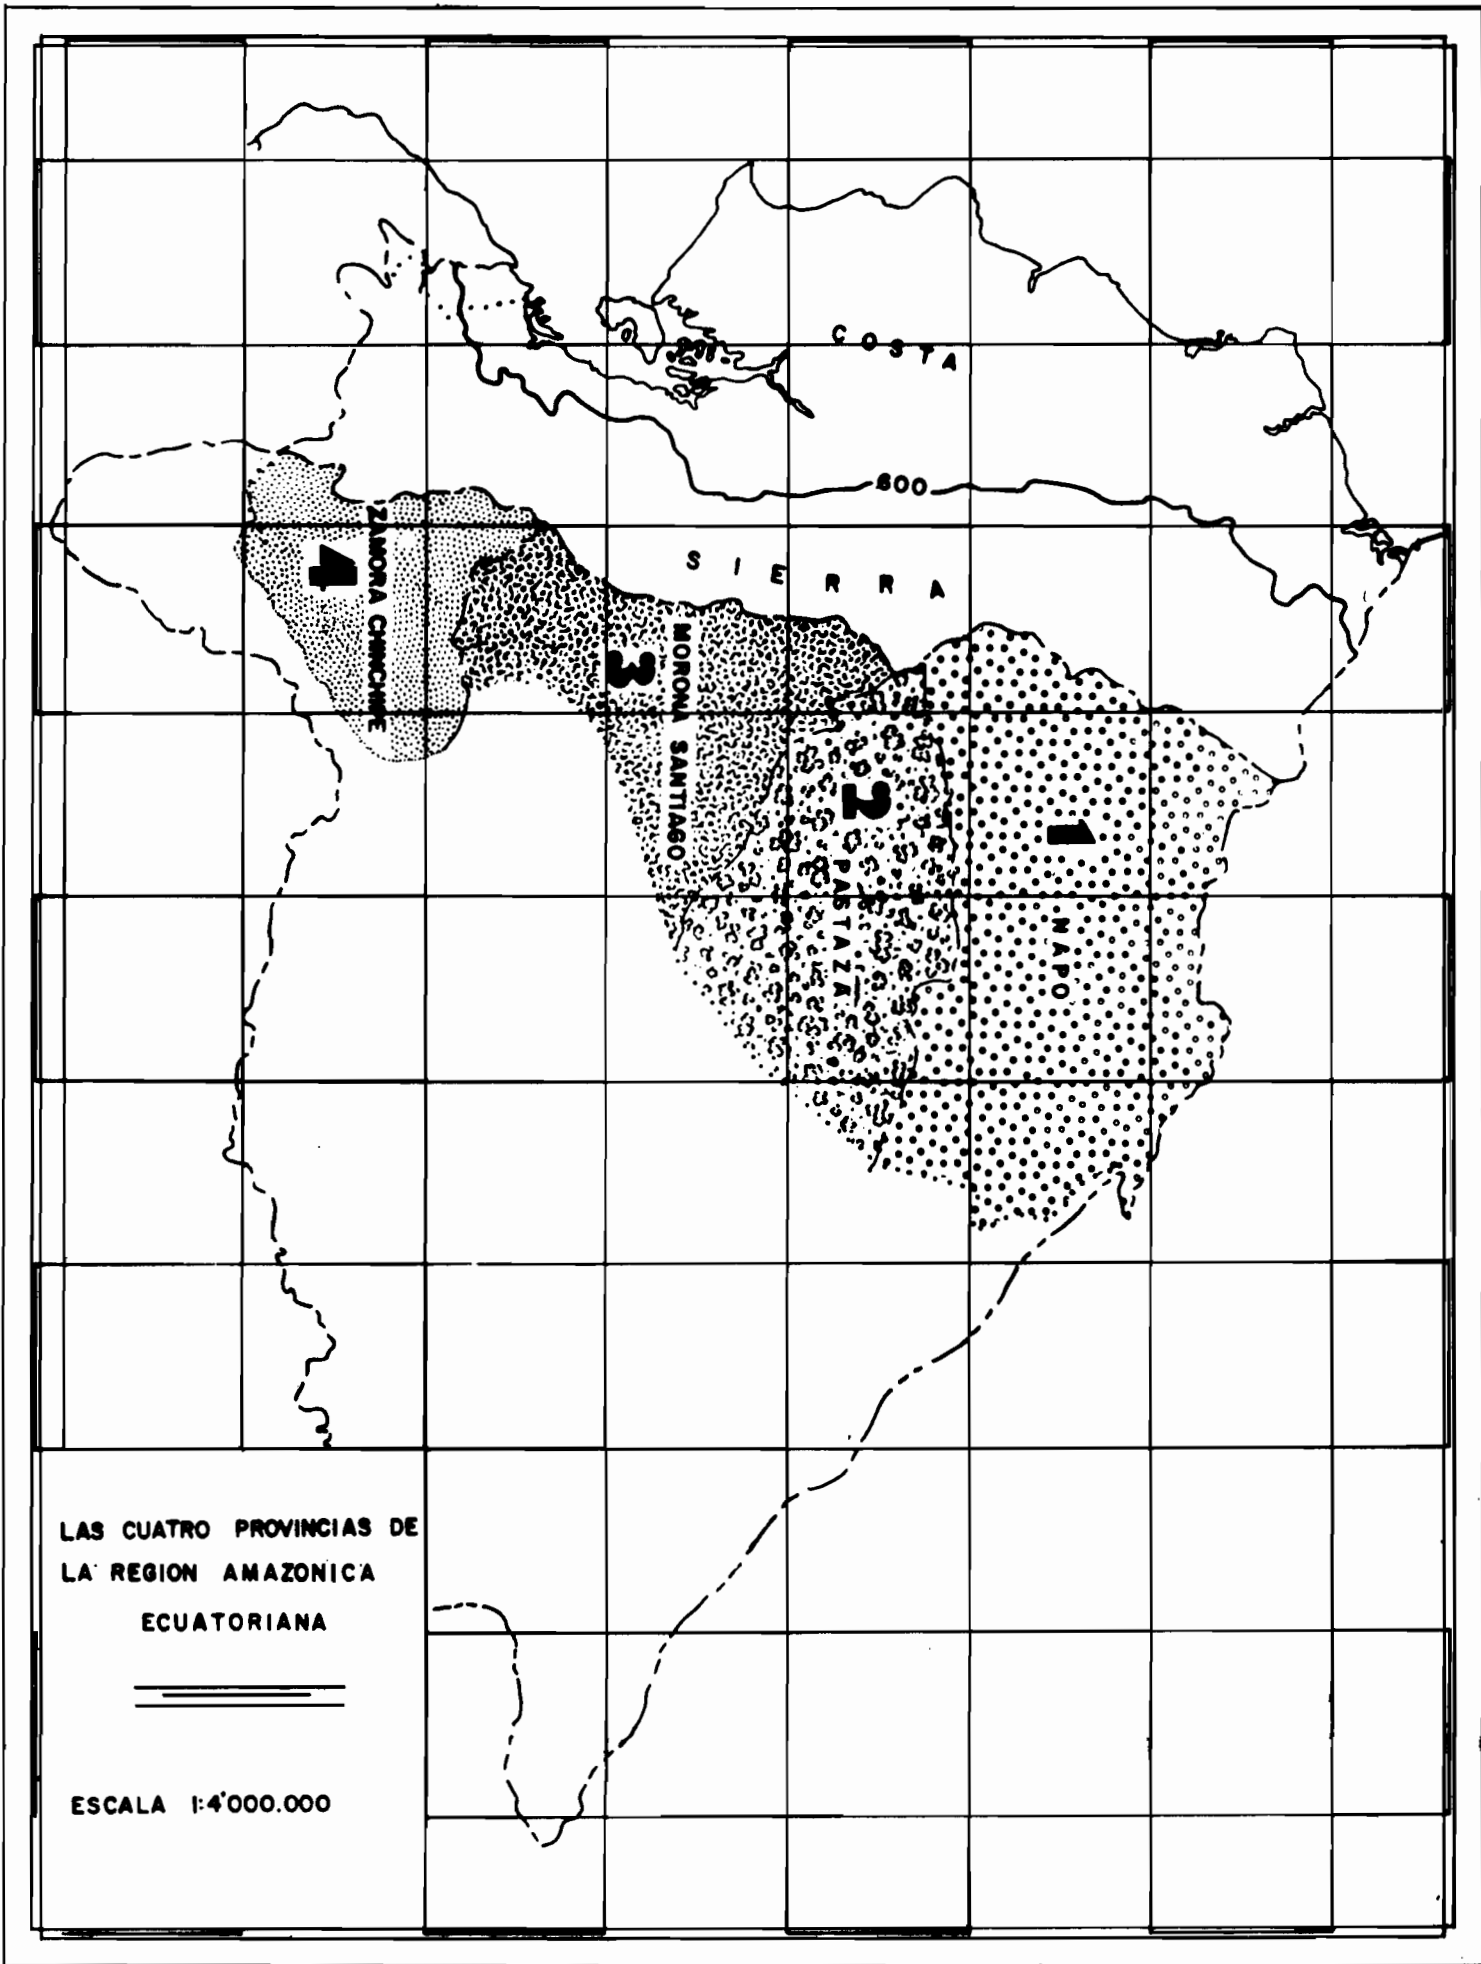 COSTA
600
SIERRA
4
ZAMORA CHINCHIPE
3
MORONA SANTIAGO
2
PASTAZA
1
NAPO
LAS CUATRO PROVINCIAS DE
LA REGION AMAZONICA
ECUATORIANA
ESCALA 1:4'000.000